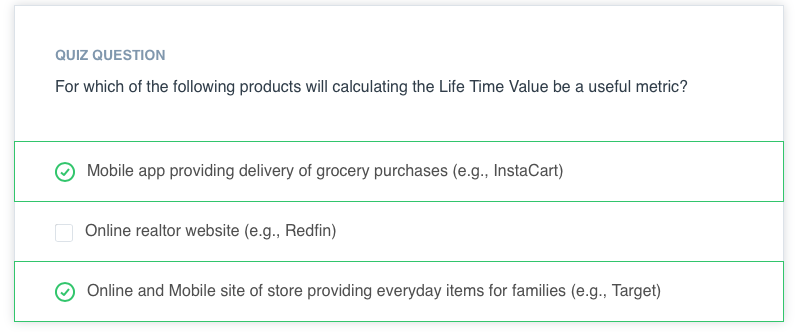 QUIZ QUESTION
For which of the following products will calculating the Life Time Value be a useful metric?
Mobile app providing delivery of grocery purchases (e.g., InstaCart)
Online realtor website (e.g., Redfin)
Online and Mobile site of store providing everyday items for families (e.g., Target)